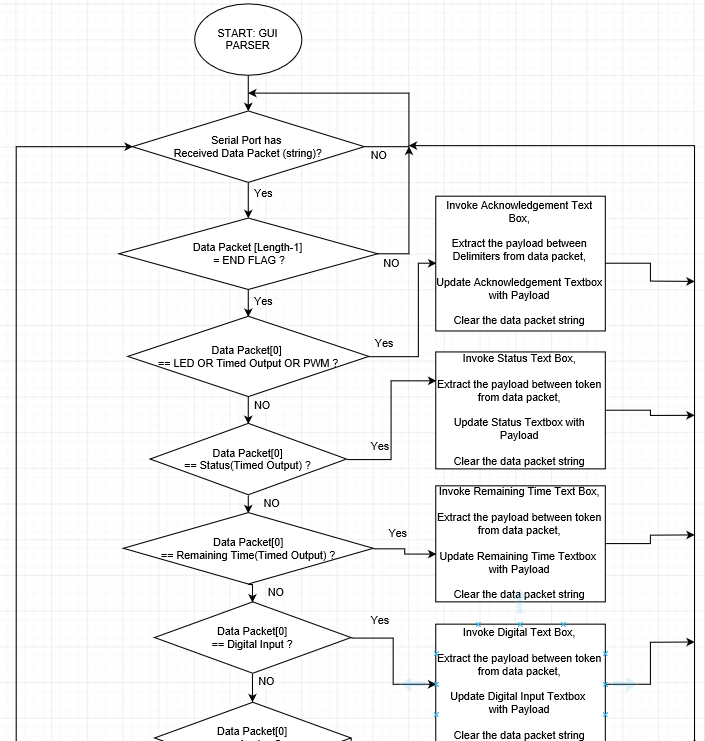 START: GUI
PARSER
Serial Port has
Received Data Packet (string)?
NO
Yes
Data Packet [Length-1]
= END FLAG ?
NO
Yes
Data Packet[0]
== LED OR Timed Output OR PWM ?
Yes
NO
Invoke Acknowledgement Text
Box,
Extract the payload between
Delimiters from data packet,
Update Acknowledgement Textbox
with Payload
Clear the data packet string
Data Packet[0]
== Status(Timed Output) ?
Yes
NO
Invoke Status Text Box,
Extract the payload between token
from data packet,
Update Status Textbox with
Payload
Clear the data packet string
Data Packet[0]
== Remaining Time(Timed Output) ?
Yes
NO
Invoke Remaining Time Text Box,
Extract the payload between token
from data packet,
Update Remaining Time Textbox
with Payload
Clear the data packet string
Data Packet[0]
== Digital Input ?
Yes
NO
Invoke Digital Text Box,
Extract the payload between token
from data packet,
Update Digital Input Textbox
with Payload
Clear the data packet string
Data Packet[0]